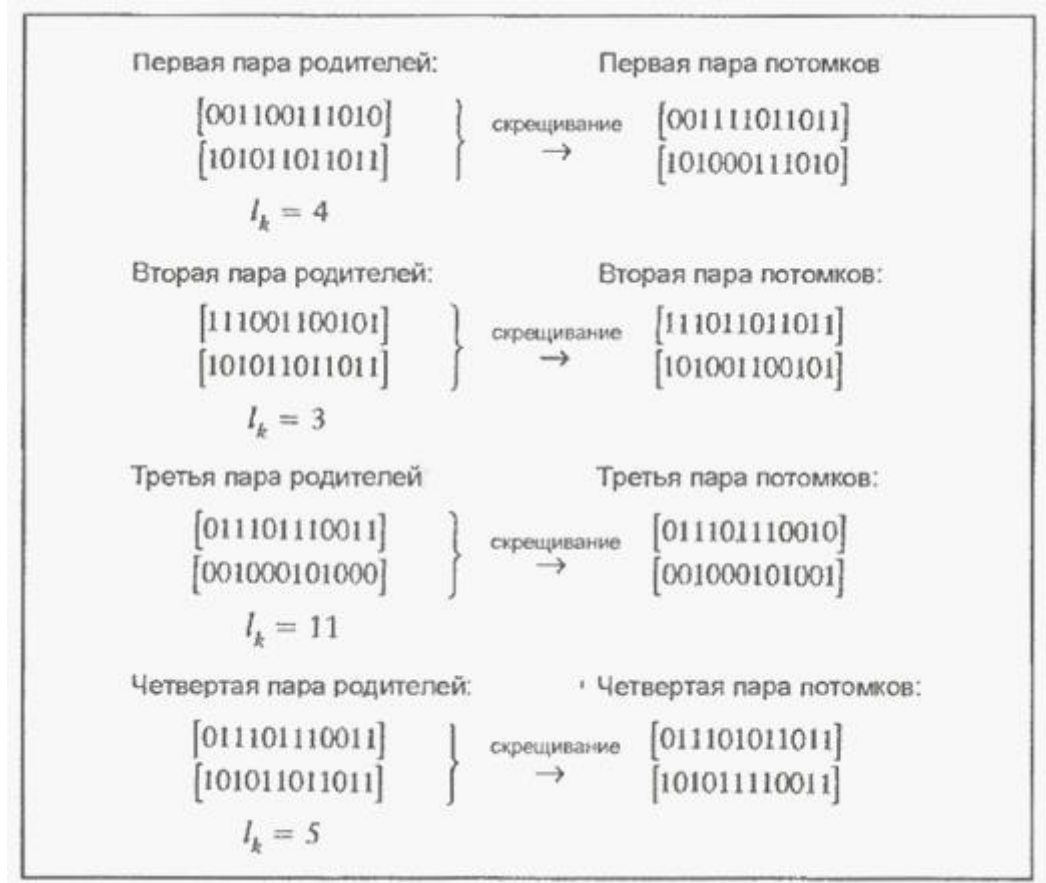 Первая пара родителей: Первая пара потомков
[001100111010] } скрещивание [001111011011]
[101011011011] → [101000111010]
l_k = 4
Вторая пара родителей: Вторая пара потомков:
[111001100101] } скрещивание [111011011011]
[101011011011] → [101001100101]
l_k = 3
Третья пара родителей Третья пара потомков:
[011101110011] } скрещивание [011101110010]
[001000101000] → [001000101001]
l_k = 11
Четвертая пара родителей: Четвертая пара потомков:
[011101110011] } скрещивание [011101011011]
[101011011011] → [101011110011]
l_k = 5